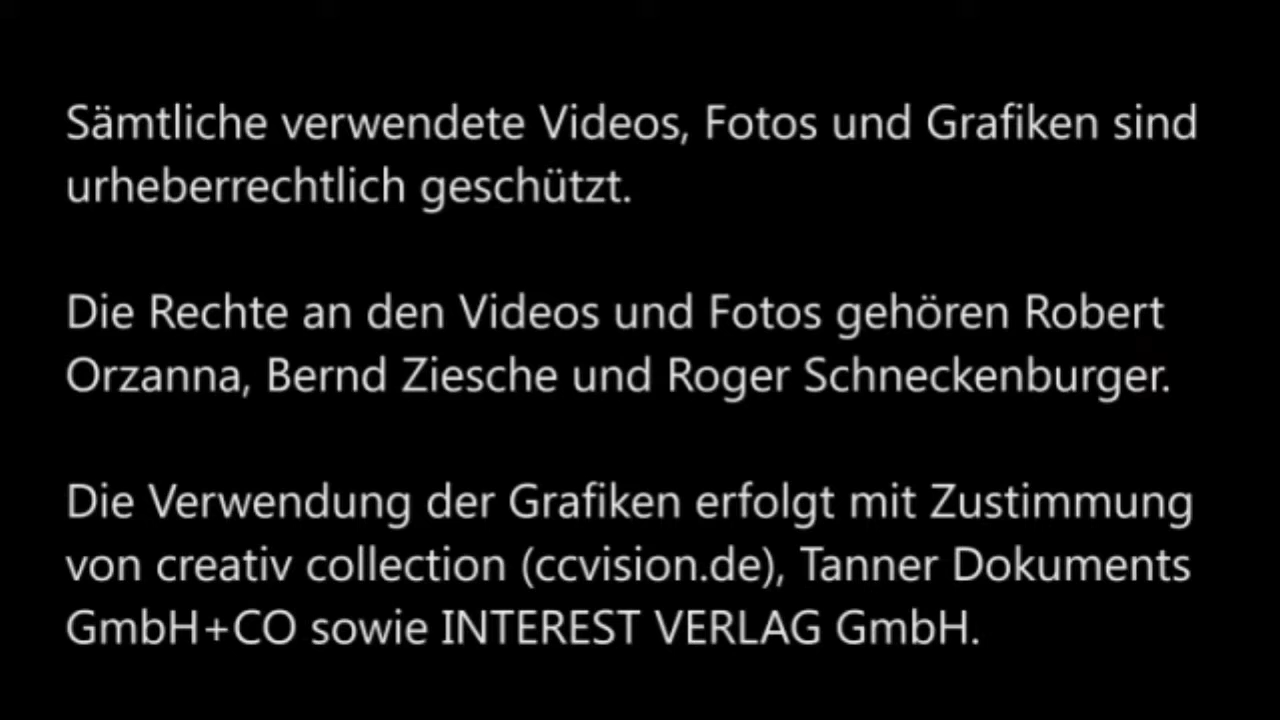 Sämtliche verwendete Videos, Fotos und Grafiken sind
urheberrechtlich geschützt.
Die Rechte an den Videos und Fotos gehören Robert
Orzanna, Bernd Ziesche und Roger Schneckenburger.
Die Verwendung der Grafiken erfolgt mit Zustimmung
von creativ collection (ccvision.de), Tanner Dokuments
GmbH+CO sowie INTEREST VERLAG GmbH.